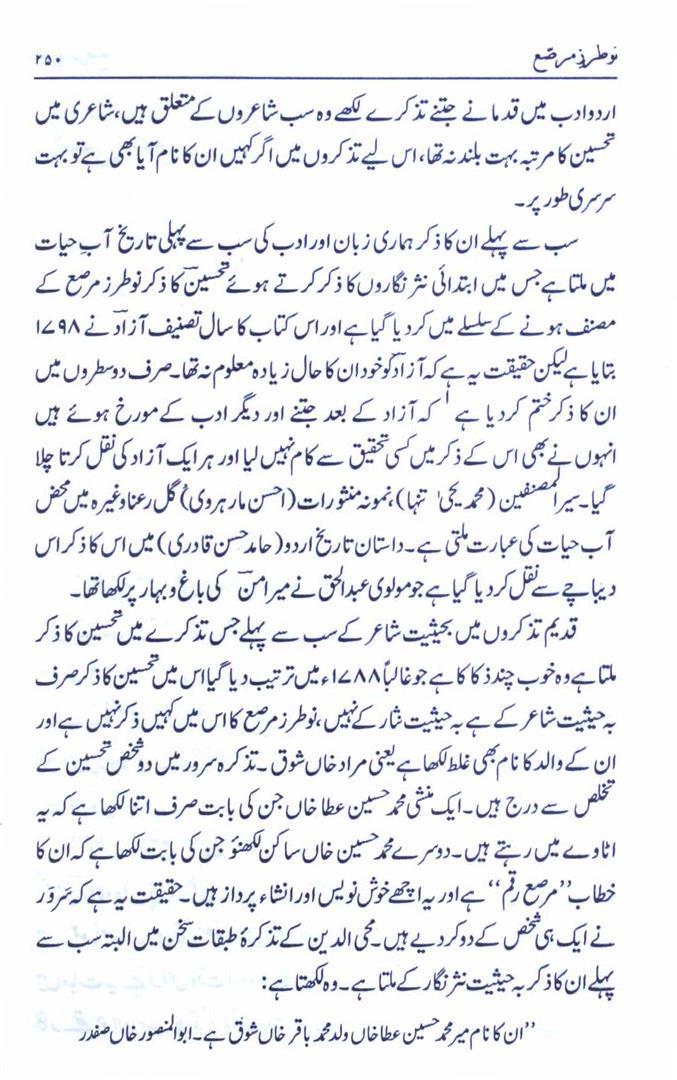 نوطرزِ مرصّع
۲۵۰
اردو ادب میں قدما نے جتنے تذکرے لکھے وہ سب شاعروں کے متعلق ہیں، شاعری میں
تحسین کا مرتبہ بہت بلند نہ تھا، اس لیے تذکروں میں اگر کہیں ان کا نام آیا بھی ہے تو بہت
سرسری طور پر۔
سب سے پہلے ان کا ذکر ہماری زبان اور ادب کی سب سے پہلی تاریخ آبِ حیات
میں ملتا ہے جس میں ابتدائی نثر نگاروں کا ذکر کرتے ہوئے تحسینؔ کا ذکر نوطرز مرصع کے
مصنف ہونے کے سلسلے میں کر دیا گیا ہے اور اس کتاب کا سال تصنیف آزادؔ نے ۱۷۹۸
بتایا ہے لیکن حقیقت یہ ہے کہ آزادؔ کو خود ان کا حال زیادہ معلوم نہ تھا۔ صرف دو سطروں میں
ان کا ذکر ختم کر دیا ہے ۱ کہ آزاد کے بعد جتنے اور دیگر ادب کے مورخ ہوئے ہیں
انہوں نے بھی اس کے ذکر میں کسی تحقیق سے کام نہیں لیا اور ہر ایک آزاد کی نقل کرتا چلا
گیا۔ سیر المصنفین (محمد یحیٰی تنہا)، نمونہ منثورات (احسن مارہروی) گل رعنا وغیرہ میں محض
آب حیات کی عبارت ملتی ہے۔ داستان تاریخ اردو (حامد حسن قادری) میں اس کا ذکر اس
دیباچے سے نقل کر دیا گیا ہے جو مولوی عبدالحق نے میر امنؔ کی باغ و بہار پر لکھا تھا۔
قدیم تذکروں میں بحیثیت شاعر کے سب سے پہلے جس تذکرے میں تحسین کا ذکر
ملتا ہے وہ خوب چند ذکا کا ہے جو غالباً ۱۷۸۸ء میں ترتیب دیا گیا اس میں تحسین کا ذکر صرف
بہ حیثیت شاعر کے ہے بہ حیثیت نثار کے نہیں، نوطرز مرصع کا اس میں کہیں ذکر نہیں ہے اور
ان کے والد کا نام بھی غلط لکھا ہے یعنی مراد خاں شوق۔ تذکرہ سرور میں دو شخص تحسین کے
تخلص سے درج ہیں۔ ایک منشی محمد حسین عطا خاں جن کی بابت صرف اتنا لکھا ہے کہ یہ
اٹاوے میں رہتے ہیں۔ دوسرے محمد حسین خاں ساکن لکھنؤ جن کی بابت لکھا ہے کہ ان کا
خطاب ’’مرصع رقم‘‘ ہے اور یہ اچھے خوش نویس اور انشاء پرداز ہیں۔ حقیقت یہ ہے کہ سَروؔر
نے ایک ہی شخص کے دو کر دیے ہیں۔ محی الدین کے تذکرۂ طبقات سخن میں البتہ سب سے
پہلے ان کا ذکر بہ حیثیت نثر نگار کے ملتا ہے۔ وہ لکھتا ہے:
’’ان کا نام میر محمد حسین عطا خاں ولد محمد باقر خاں شوق ہے۔ ابوالمنصور خاں صفدر